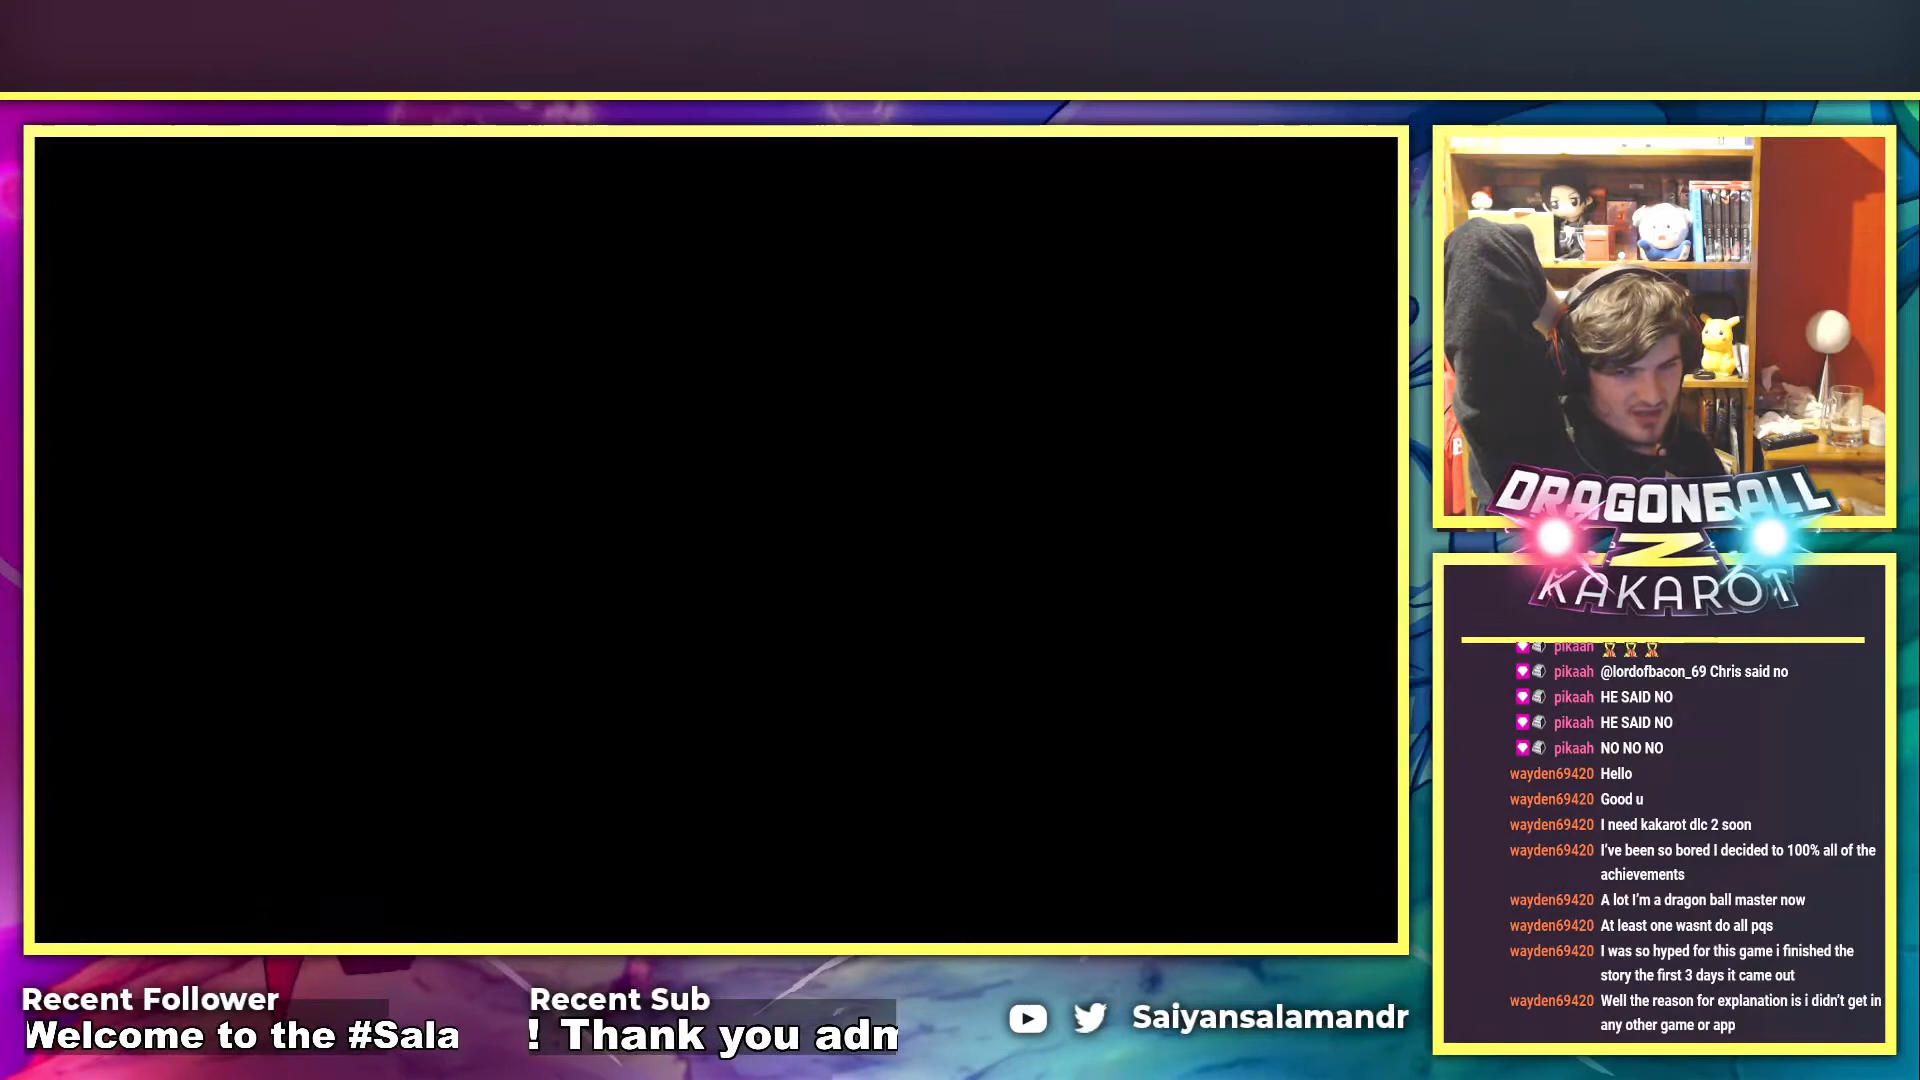 DRAGONBALL
Z
KAKAROT
pikaah
pikaah @lordofbacon_69 Chris said no
pikaah HE SAID NO
pikaah HE SAID NO
pikaah NO NO NO
wayden69420 Hello
wayden69420 Good u
wayden69420 I need kakarot dlc 2 soon
wayden69420 I've been so bored I decided to 100% all of the
achievements
wayden69420 A lot I'm a dragon ball master now
wayden69420 At least one wasnt do all pqs
wayden69420 I was so hyped for this game i finished the
story the first 3 days it came out
wayden69420 Well the reason for explanation is i didn't get in
any other game or app
Recent Follower
Welcome to the #Sala
Recent Sub
! Thank you adm
Saiyansalamandr